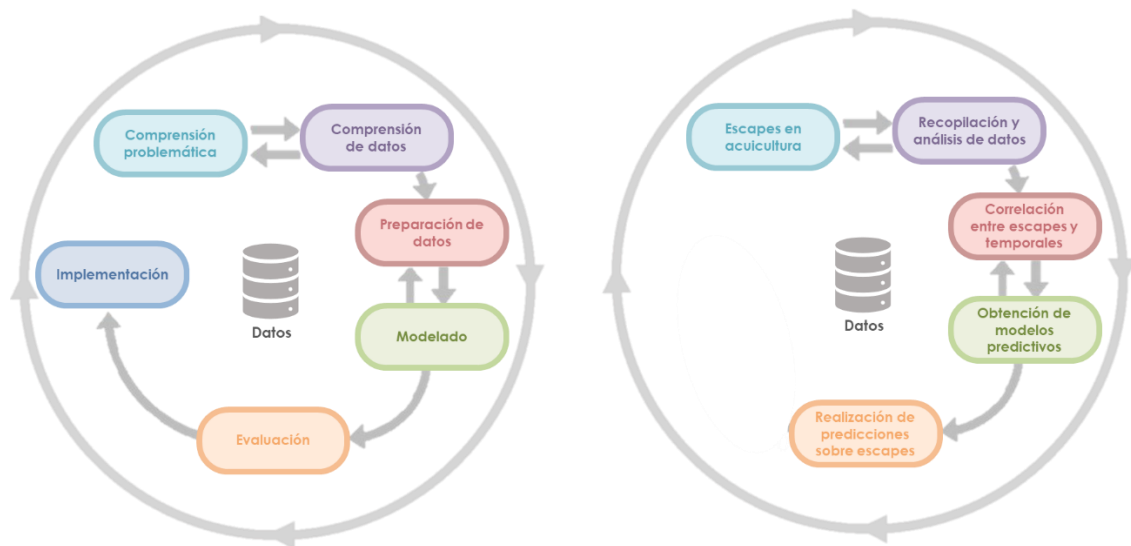 Comprensión
problemática
Comprensión
de datos
Preparación de
datos
Implementación
Datos
Modelado
Evaluación
Escapes en
acuicultura
Recopilación y
análisis de datos
Correlación
entre escapes y
temporales
Datos
Obtención de
modelos
predictivos
Realización de
predicciones
sobre escapes